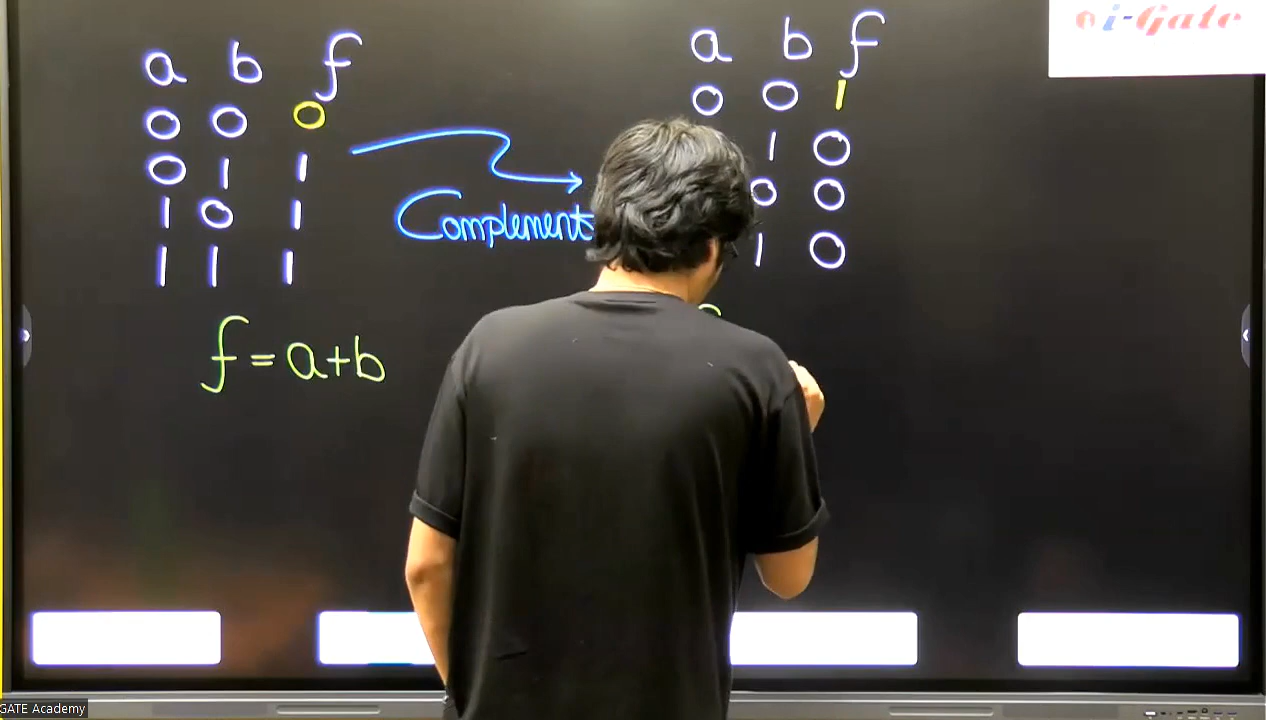 i-Gate
a b f
0 0 0
0 1 1
1 0 1
1 1 1
f = a+b
Complement
a b f
0 0 1
1 0
0 0
1 0
GATE Academy